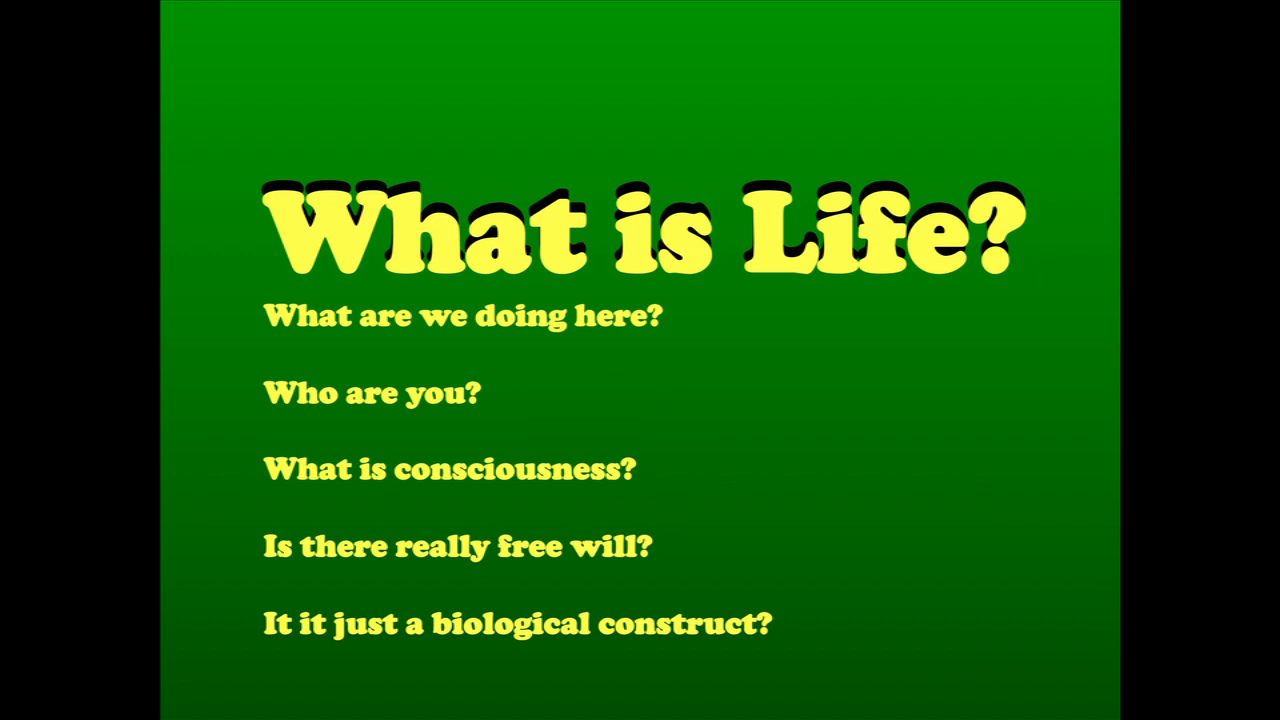 What is Life?
What are we doing here?
Who are you?
What is consciousness?
Is there really free will?
It it just a biological construct?